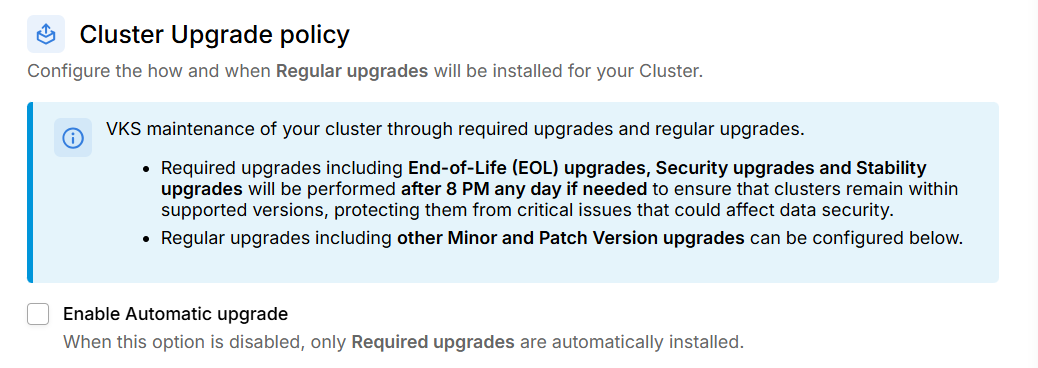 Cluster Upgrade policy
Configure the how and when Regular upgrades will be installed for your Cluster.
VKS maintenance of your cluster through required upgrades and regular upgrades.
• Required upgrades including End-of-Life (EOL) upgrades, Security upgrades and Stability
upgrades will be performed after 8 PM any day if needed to ensure that clusters remain within
supported versions, protecting them from critical issues that could affect data security.
• Regular upgrades including other Minor and Patch Version upgrades can be configured below.
Enable Automatic upgrade
When this option is disabled, only Required upgrades are automatically installed.